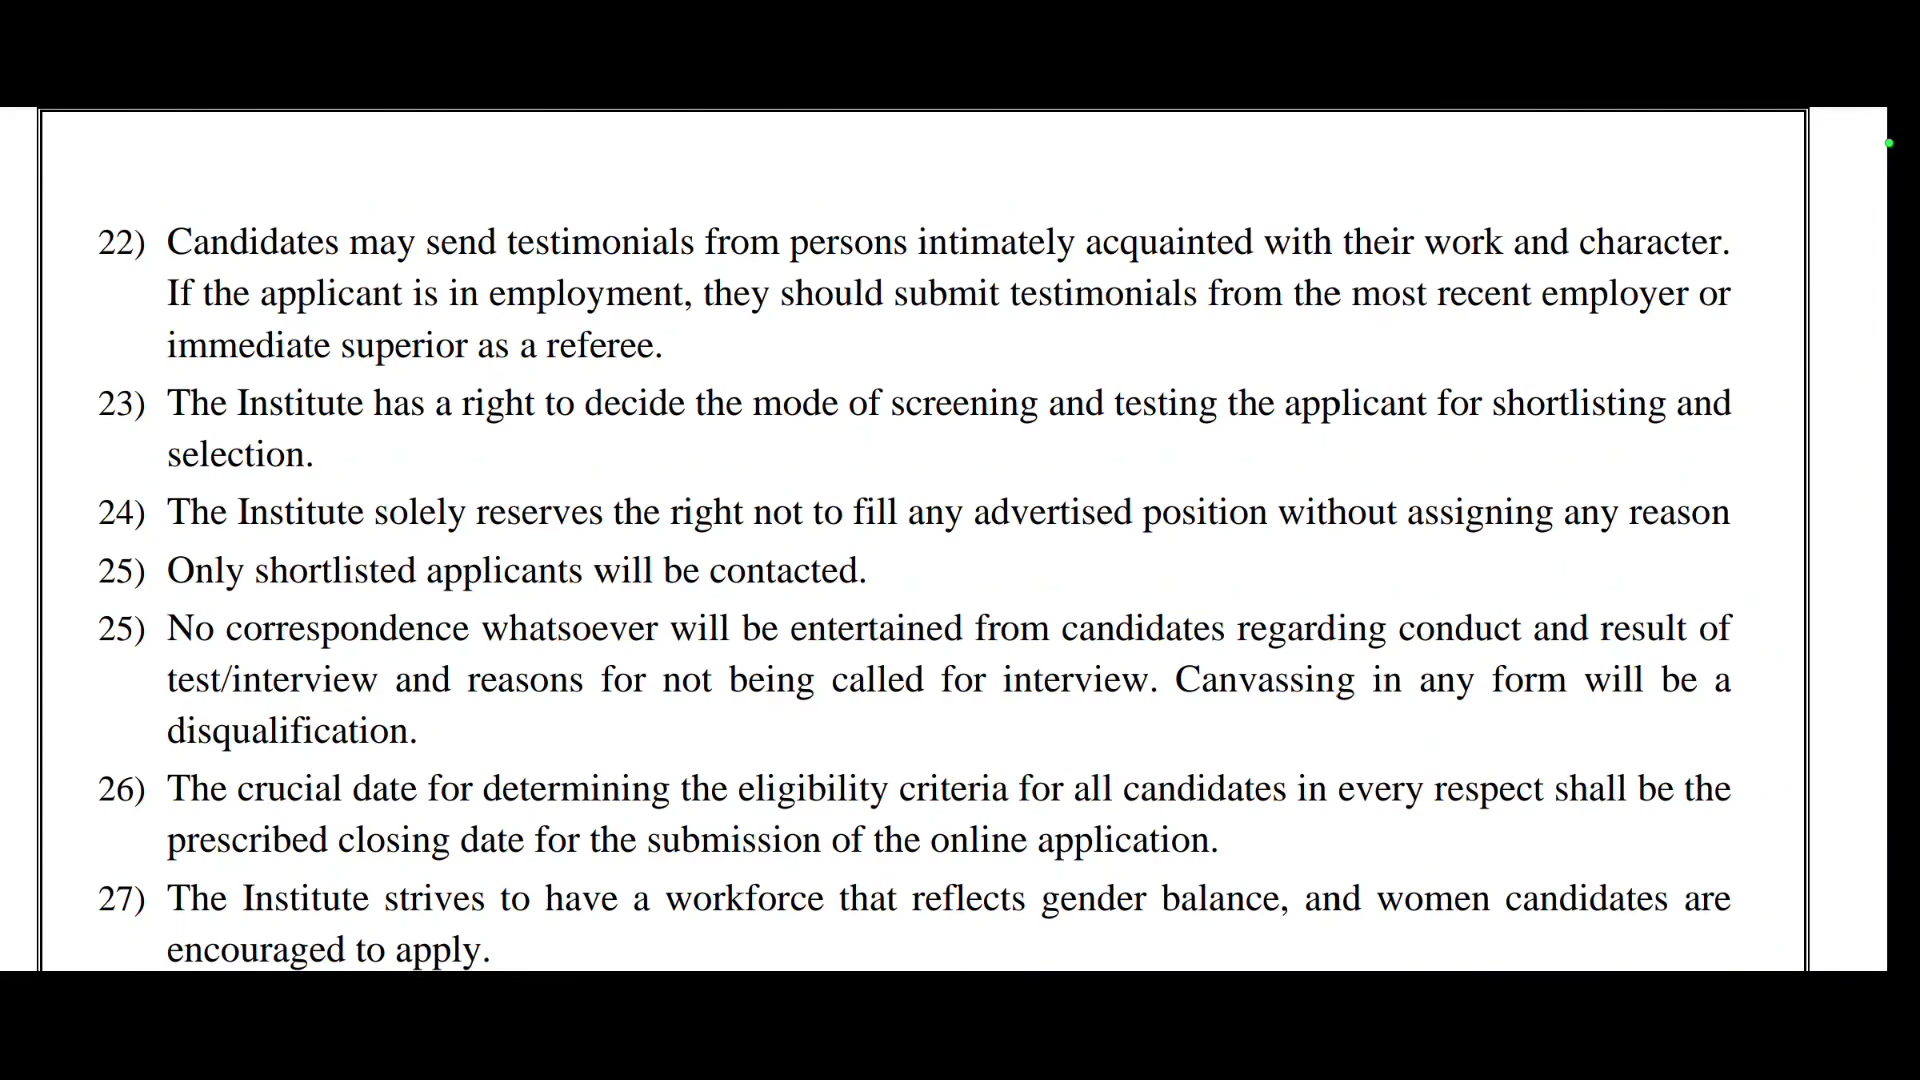 22) Candidates may send testimonials from persons intimately acquainted with their work and character.
If the applicant is in employment, they should submit testimonials from the most recent employer or
immediate superior as a referee.
23) The Institute has a right to decide the mode of screening and testing the applicant for shortlisting and
selection.
24) The Institute solely reserves the right not to fill any advertised position without assigning any reason
25) Only shortlisted applicants will be contacted.
25) No correspondence whatsoever will be entertained from candidates regarding conduct and result of
test/interview and reasons for not being called for interview. Canvassing in any form will be a
disqualification.
26) The crucial date for determining the eligibility criteria for all candidates in every respect shall be the
prescribed closing date for the submission of the online application.
27) The Institute strives to have a workforce that reflects gender balance, and women candidates are
encouraged to apply.